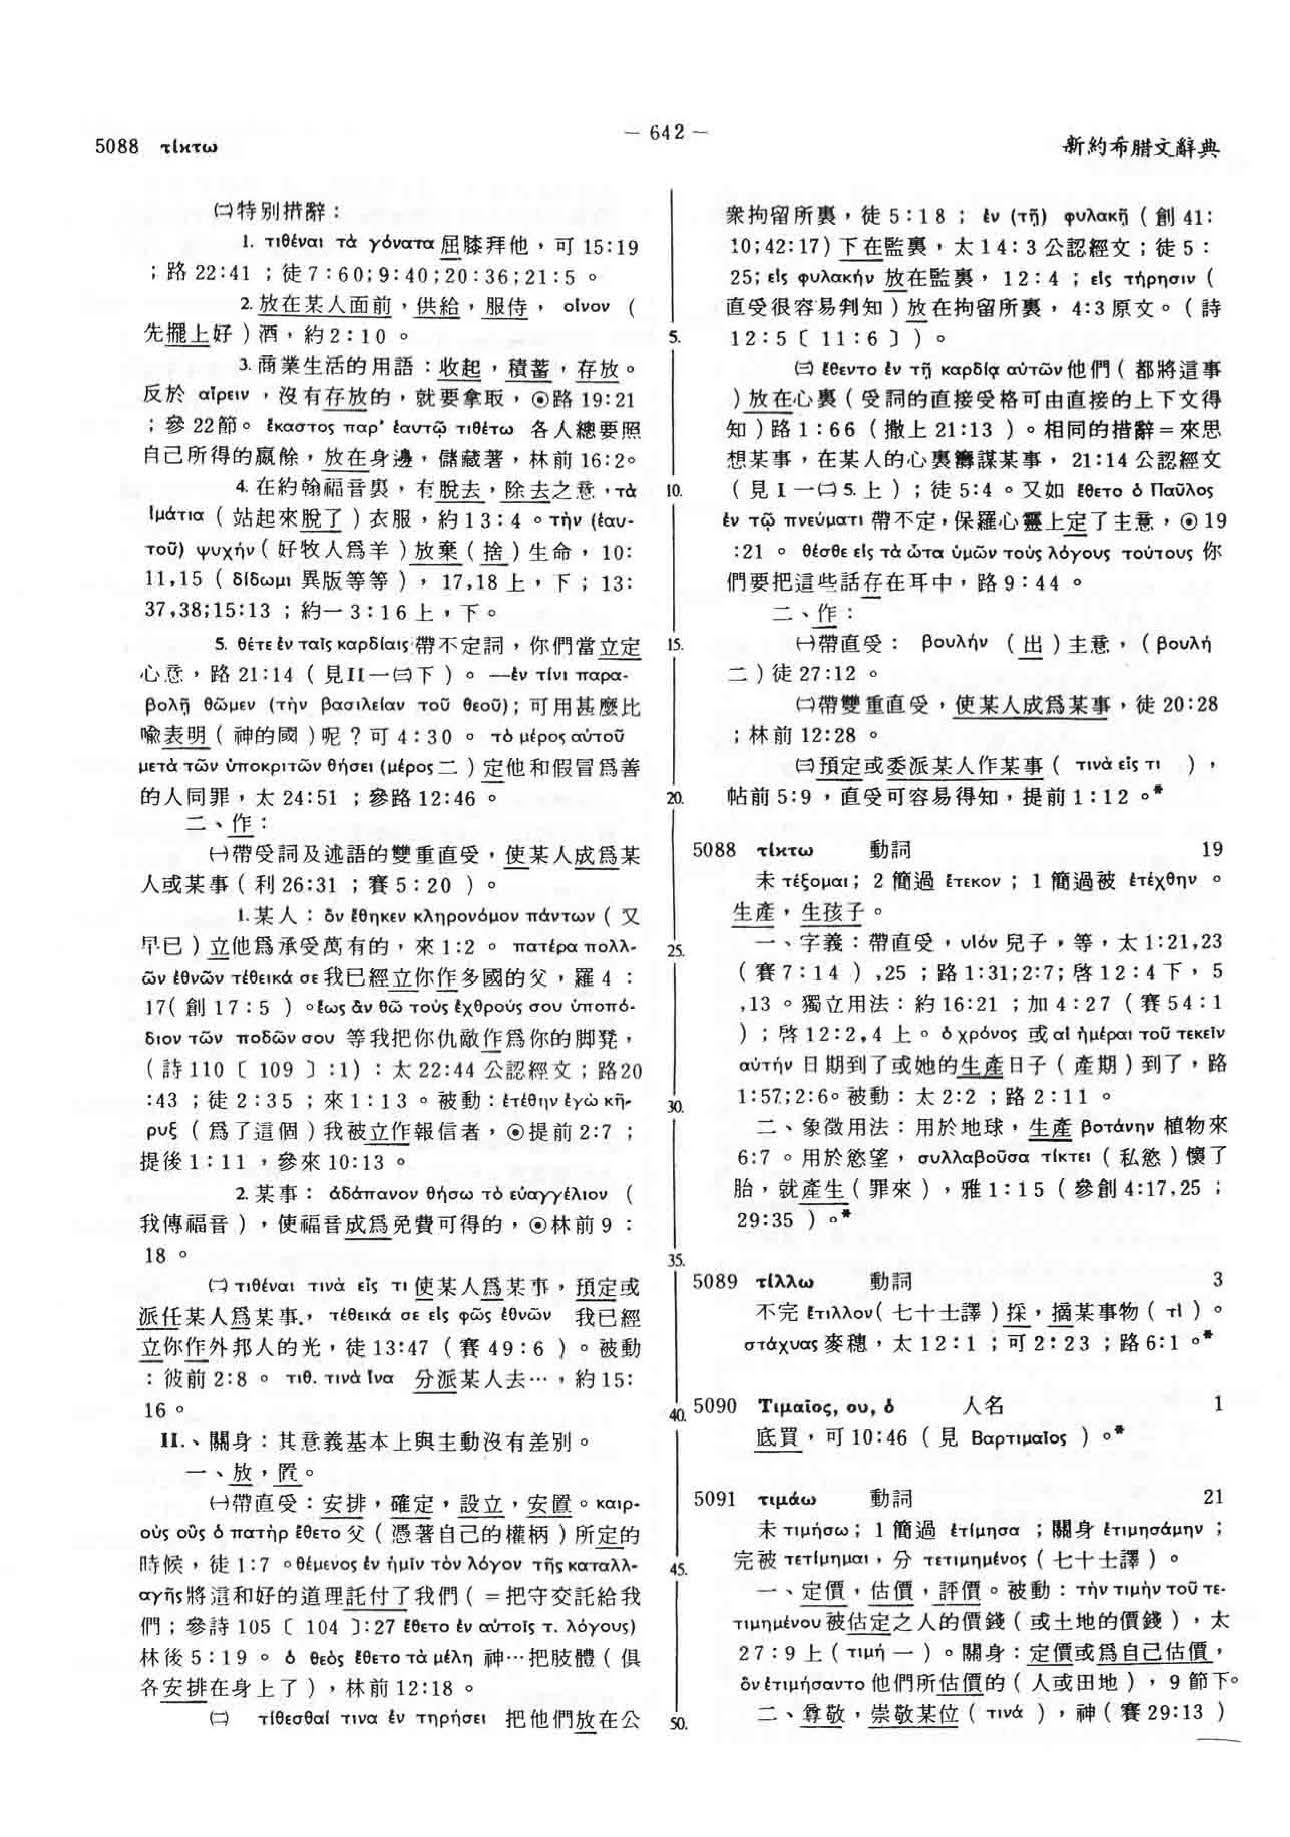 5088 τίκτω
— 642 —
新約希腊文辭典
㈡特別措辭：
1. τιθέναι τὰ γόνατα 屈膝拜他，可 15:19
；路 22:41 ；徒 7:60;9:40;20:36;21:5 。
2. 放在某人面前，供給，服侍， οἶνον （
先擺上好）酒，約 2:10 。
3. 商業生活的用語：收起，積蓄，存放。
反於 αἴρειν ，沒有存放的，就要拿取，⊙路 19:21
；參 22節。 ἕκαστος παρ’ ἑαυτῷ τιθέτω 各人總要照
自己所得的嬴餘，放在身邊，儲藏著，林前 16:2。
4. 在約翰福音裏，有脫去，除去之意，τὰ
ἱμάτια （站起來脫了）衣服，約 13:4 。τὴν (ἑαυ-
τοῦ) ψυχήν（好牧人爲羊）放棄（捨）生命，10:
11,15（δίδωμι 異版等等），17,18 上，下；13:
37,38;15:13 ；約一 3:16 上，下。
5. θέτε ἐν ταῖς καρδίαις 帶不定詞，你們當立定
心意，路 21:14（見II一㈢下）。—ἐν τίνι παρα-
βολῇ θῶμεν (τὴν βασιλείαν τοῦ θεοῦ); 可用甚麼比
喩表明（神的國）呢？可 4:30 。 τὸ μέρος αὐτοῦ
μετὰ τῶν ὑποκριτῶν θήσει (μέρος 二）定他和假冒爲善
的人同罪，太 24:51 ；參路 12:46 。
二、作：
㈠帶受詞及述語的雙重直受，使某人成爲某
人或某事（利 26:31 ；賽 5:20 ）。
1. 某人： ὃν ἔθηκεν κληρονόμον πάντων（又
早已）立他爲承受萬有的，來 1:2 。 πατέρα πολλ-
ῶν ἐθνῶν τέθεικά σε 我已經立你作多國的父，羅 4：
17（創 17:5 ）。ἕως ἂν θῶ τοὺς ἐχθρούς σου ὑποπό-
διον τῶν ποδῶν σου 等我把你仇敵作爲你的脚凳，
（詩 110〔 109 〕:1）：太 22:44 公認經文；路20
:43 ；徒 2:35 ；來 1:13 。被動：ἐτέθην ἐγὼ κῆ-
ρυξ（爲了這個）我被立作報信者，⊙提前 2:7 ；
提後 1:11 ，參來 10:13 。
2. 某事： ἀδάπανον θήσω τὸ εὐαγγέλιον （
我傳福音），使福音成爲免費可得的，⊙林前 9：
18 。
㈡ τιθέναι τινὰ εἴς τι 使某人爲某事，預定或
派任某人爲某事， τέθεικά σε εἰς φῶς ἐθνῶν 我已經
立你作外邦人的光，徒 13:47（賽 49:6 ）。被動
：彼前 2:8 。 τιθ. τινὰ ἵνα 分派某人去…，約 15:
16 。
II.、關身：其意義基本上與主動沒有差別。
一、放，置。
㈠帶直受：安排，確定，設立，安置。καιρ-
οὺς οὓς ὁ πατὴρ ἔθετο 父（憑著自己的權柄）所定的
時候，徒 1:7 。θέμενος ἐν ἡμῖν τὸν λόγον τῆς καταλλ-
αγῆς 將這和好的道理託付了我們（＝把守交託給我
們；參詩 105〔 104 〕:27 ἔθετο ἐν αὐτοῖς τ. λόγους)
林後 5:19 。 ὁ θεὸς ἔθετο τὰ μέλη 神…把肢體（俱
各安排在身上了），林前 12:18 。
㈡ τίθεσθαί τινα ἐν τηρήσει 把他們放在公
5.
10.
15.
20.
25.
30.
35.
40.
45.
50.
衆拘留所裏，徒 5:18 ； ἐν (τῇ) φυλακῇ（創 41:
10;42:17）下在監裏，太 14:3 公認經文；徒 5：
25; εἰς φυλακήν 放在監裏， 12:4 ； εἰς τήρησιν（
直受很容易判知）放在拘留所裏， 4:3 原文。（詩
12:5〔 11:6 〕）。
㈢ ἔθεντο ἐν τῇ καρδίᾳ αὐτῶν 他們（都將這事
）放在心裏（受詞的直接受格可由直接的上下文得
知）路 1:66（撒上 21:13 ）。相同的措辭＝來思
想某事，在某人的心裏籌謀某事， 21:14 公認經文
（見 I 一㈡ 5. 上）；徒 5:4 。又如 ἔθετο ὁ Παῦλος
ἐν τῷ πνεύματι 帶不定，保羅心靈上定了主意，⊙ 19
:21 。 θέσθε εἰς τὰ ὦτα ὑμῶν τοὺς λόγους τούτους 你
們要把這些話存在耳中，路 9:44 。
二、作：
㈠帶直受： βουλήν （出）主意，（βουλή
二）徒 27:12 。
㈡帶雙重直受，使某人成爲某事，徒 20:28
；林前 12:28 。
㈢預定或委派某人作某事（ τινὰ εἴς τι ），
帖前 5:9 ，直受可容易得知，提前 1:12 。*
5088 τίκτω 動詞 19
未 τέξομαι； 2 簡過 ἔτεκον ； 1 簡過被 ἐτέχθην 。
生產，生孩子。
一、字義：帶直受，υἱόν 兒子，等，太 1:21,23
（賽 7:14 ）,25 ；路 1:31;2:7; 啓 12:4 下， 5
,13 。獨立用法：約 16:21 ；加 4:27（賽 54:1
）；啓 12:2,4 上。 ὁ χρόνος 或 αἱ ἡμέραι τοῦ τεκεῖν
αὐτήν 日期到了或她的生產日子（產期）到了，路
1:57;2:6。被動：太 2:2 ；路 2:11 。
二、象徵用法：用於地球，生產 βοτάνην 植物來
6:7 。用於慾望， συλλαβοῦσα τίκτει（私慾）懷了
胎，就產生（罪來），雅 1:15（參創 4:17,25 ；
29:35 ）。*
5089 τίλλω 動詞 3
不完 ἔτιλλον（七十士譯）採，摘某事物（τὶ）。
στάχυας 麥穗，太 12:1 ；可 2:23 ；路 6:1 。*
5090 Τιμαῖος, ου, ὁ 人名 1
底買，可 10:46（見 Βαρτιμαῖος ）。*
5091 τιμάω 動詞 21
未 τιμήσω； 1 簡過 ἐτίμησα ；關身 ἐτιμησάμην ；
完被 τετίμημαι，分 τετιμημένος（七十士譯）。
一、定價，估價，評價。被動：τὴν τιμὴν τοῦ τε-
τιμημένου 被估定之人的價錢（或土地的價錢），太
27:9 上（τιμή 一）。關身：定價或爲自己估價，
ὃν ἐτιμήσαντο 他們所估價的（人或田地）， 9 節下。
二、尊敬，崇敬某位（τινά），神（賽 29:13 ）